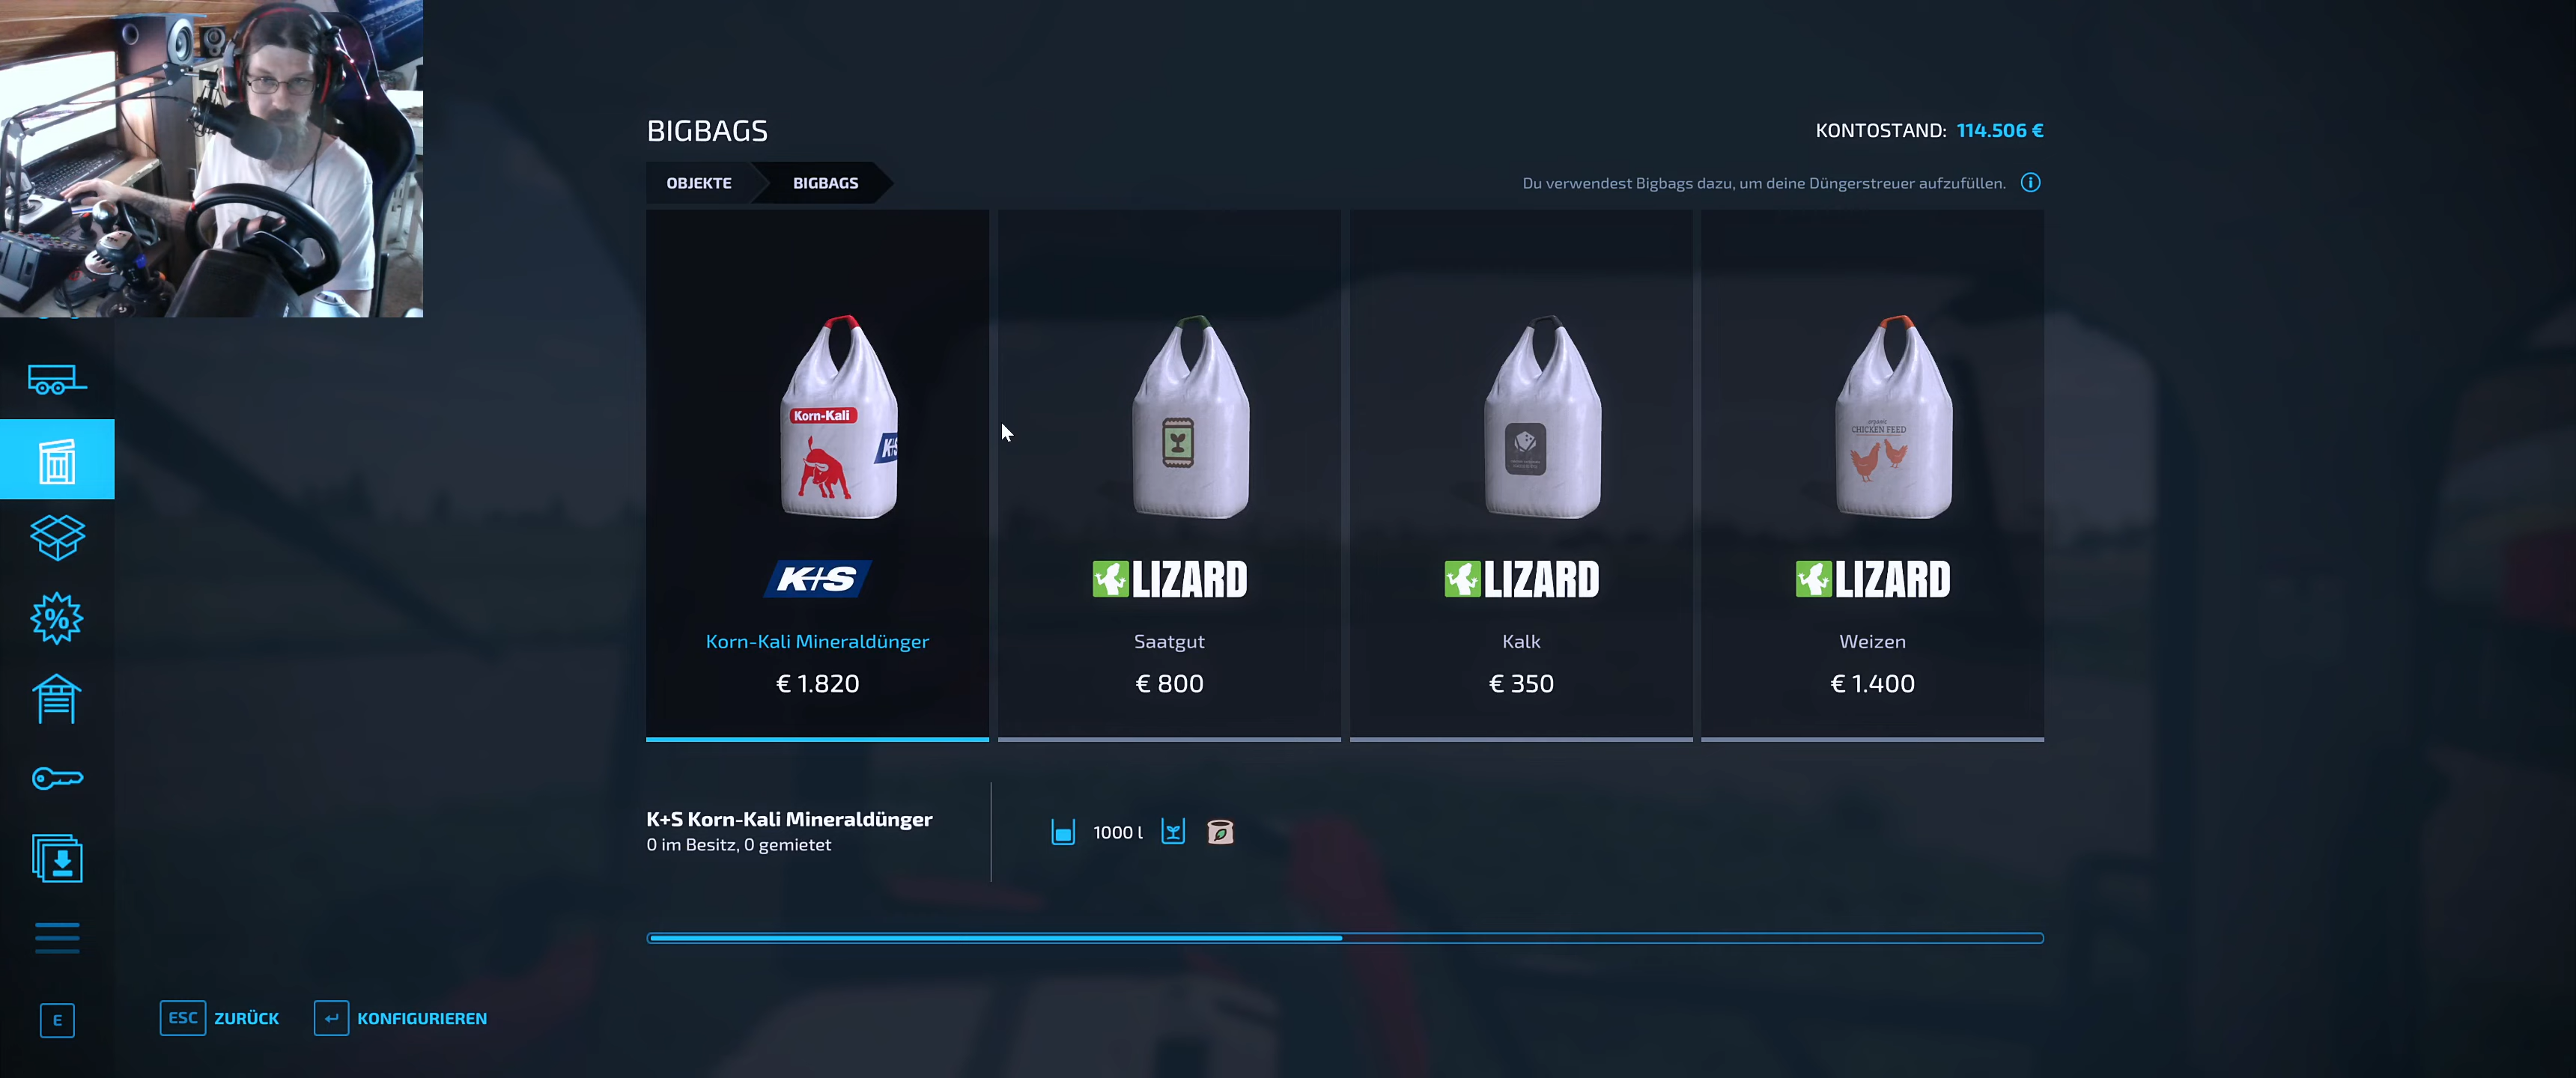 BIGBAGS
KONTOSTAND: 114.506 €
OBJEKTE
BIGBAGS
Du verwendest Bigbags dazu, um deine Düngerstreuer aufzufüllen.
Korn-Kali
K+S
organic
CHICKEN FEED
K+S
LIZARD
LIZARD
LIZARD
Korn-Kali Mineraldünger
Saatgut
Kalk
Weizen
€ 1.820
€ 800
€ 350
€ 1.400
K+S Korn-Kali Mineraldünger
0 im Besitz, 0 gemietet
1000 l
E
ESC ZURÜCK
KONFIGURIEREN